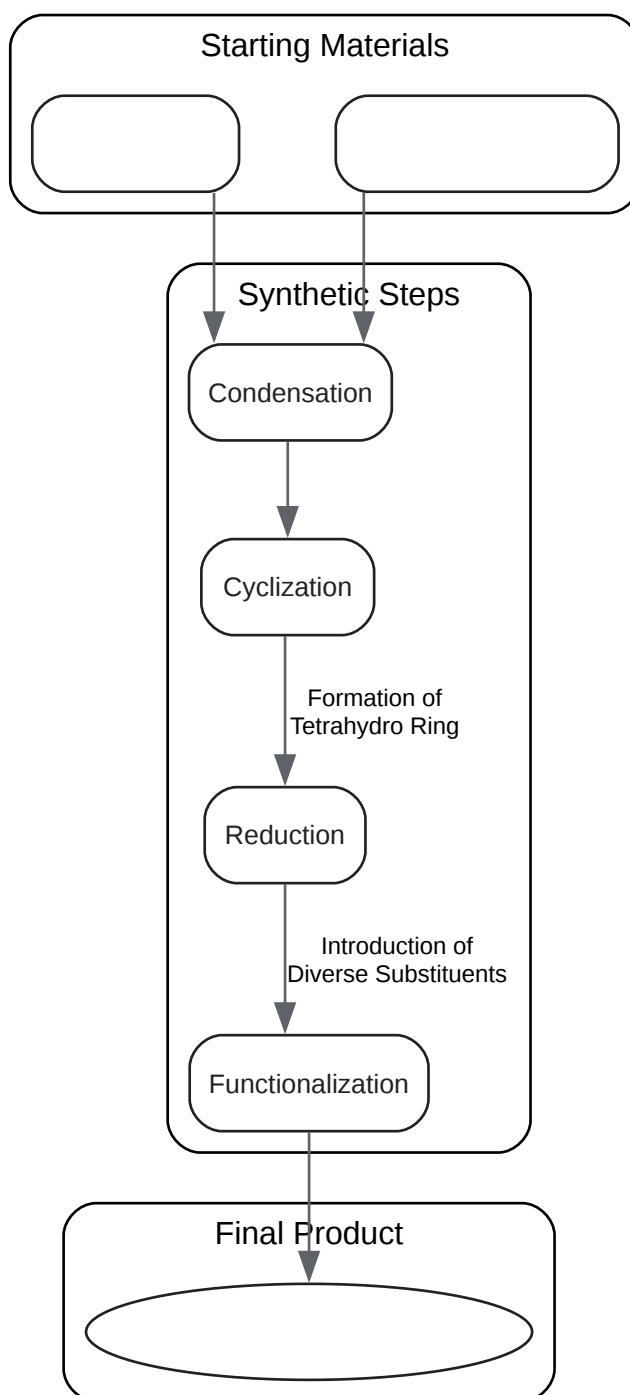 Starting Materials
Synthetic Steps
Condensation
Cyclization
Formation of
Tetrahydro Ring
Reduction
Introduction of
Diverse Substituents
Functionalization
Final Product